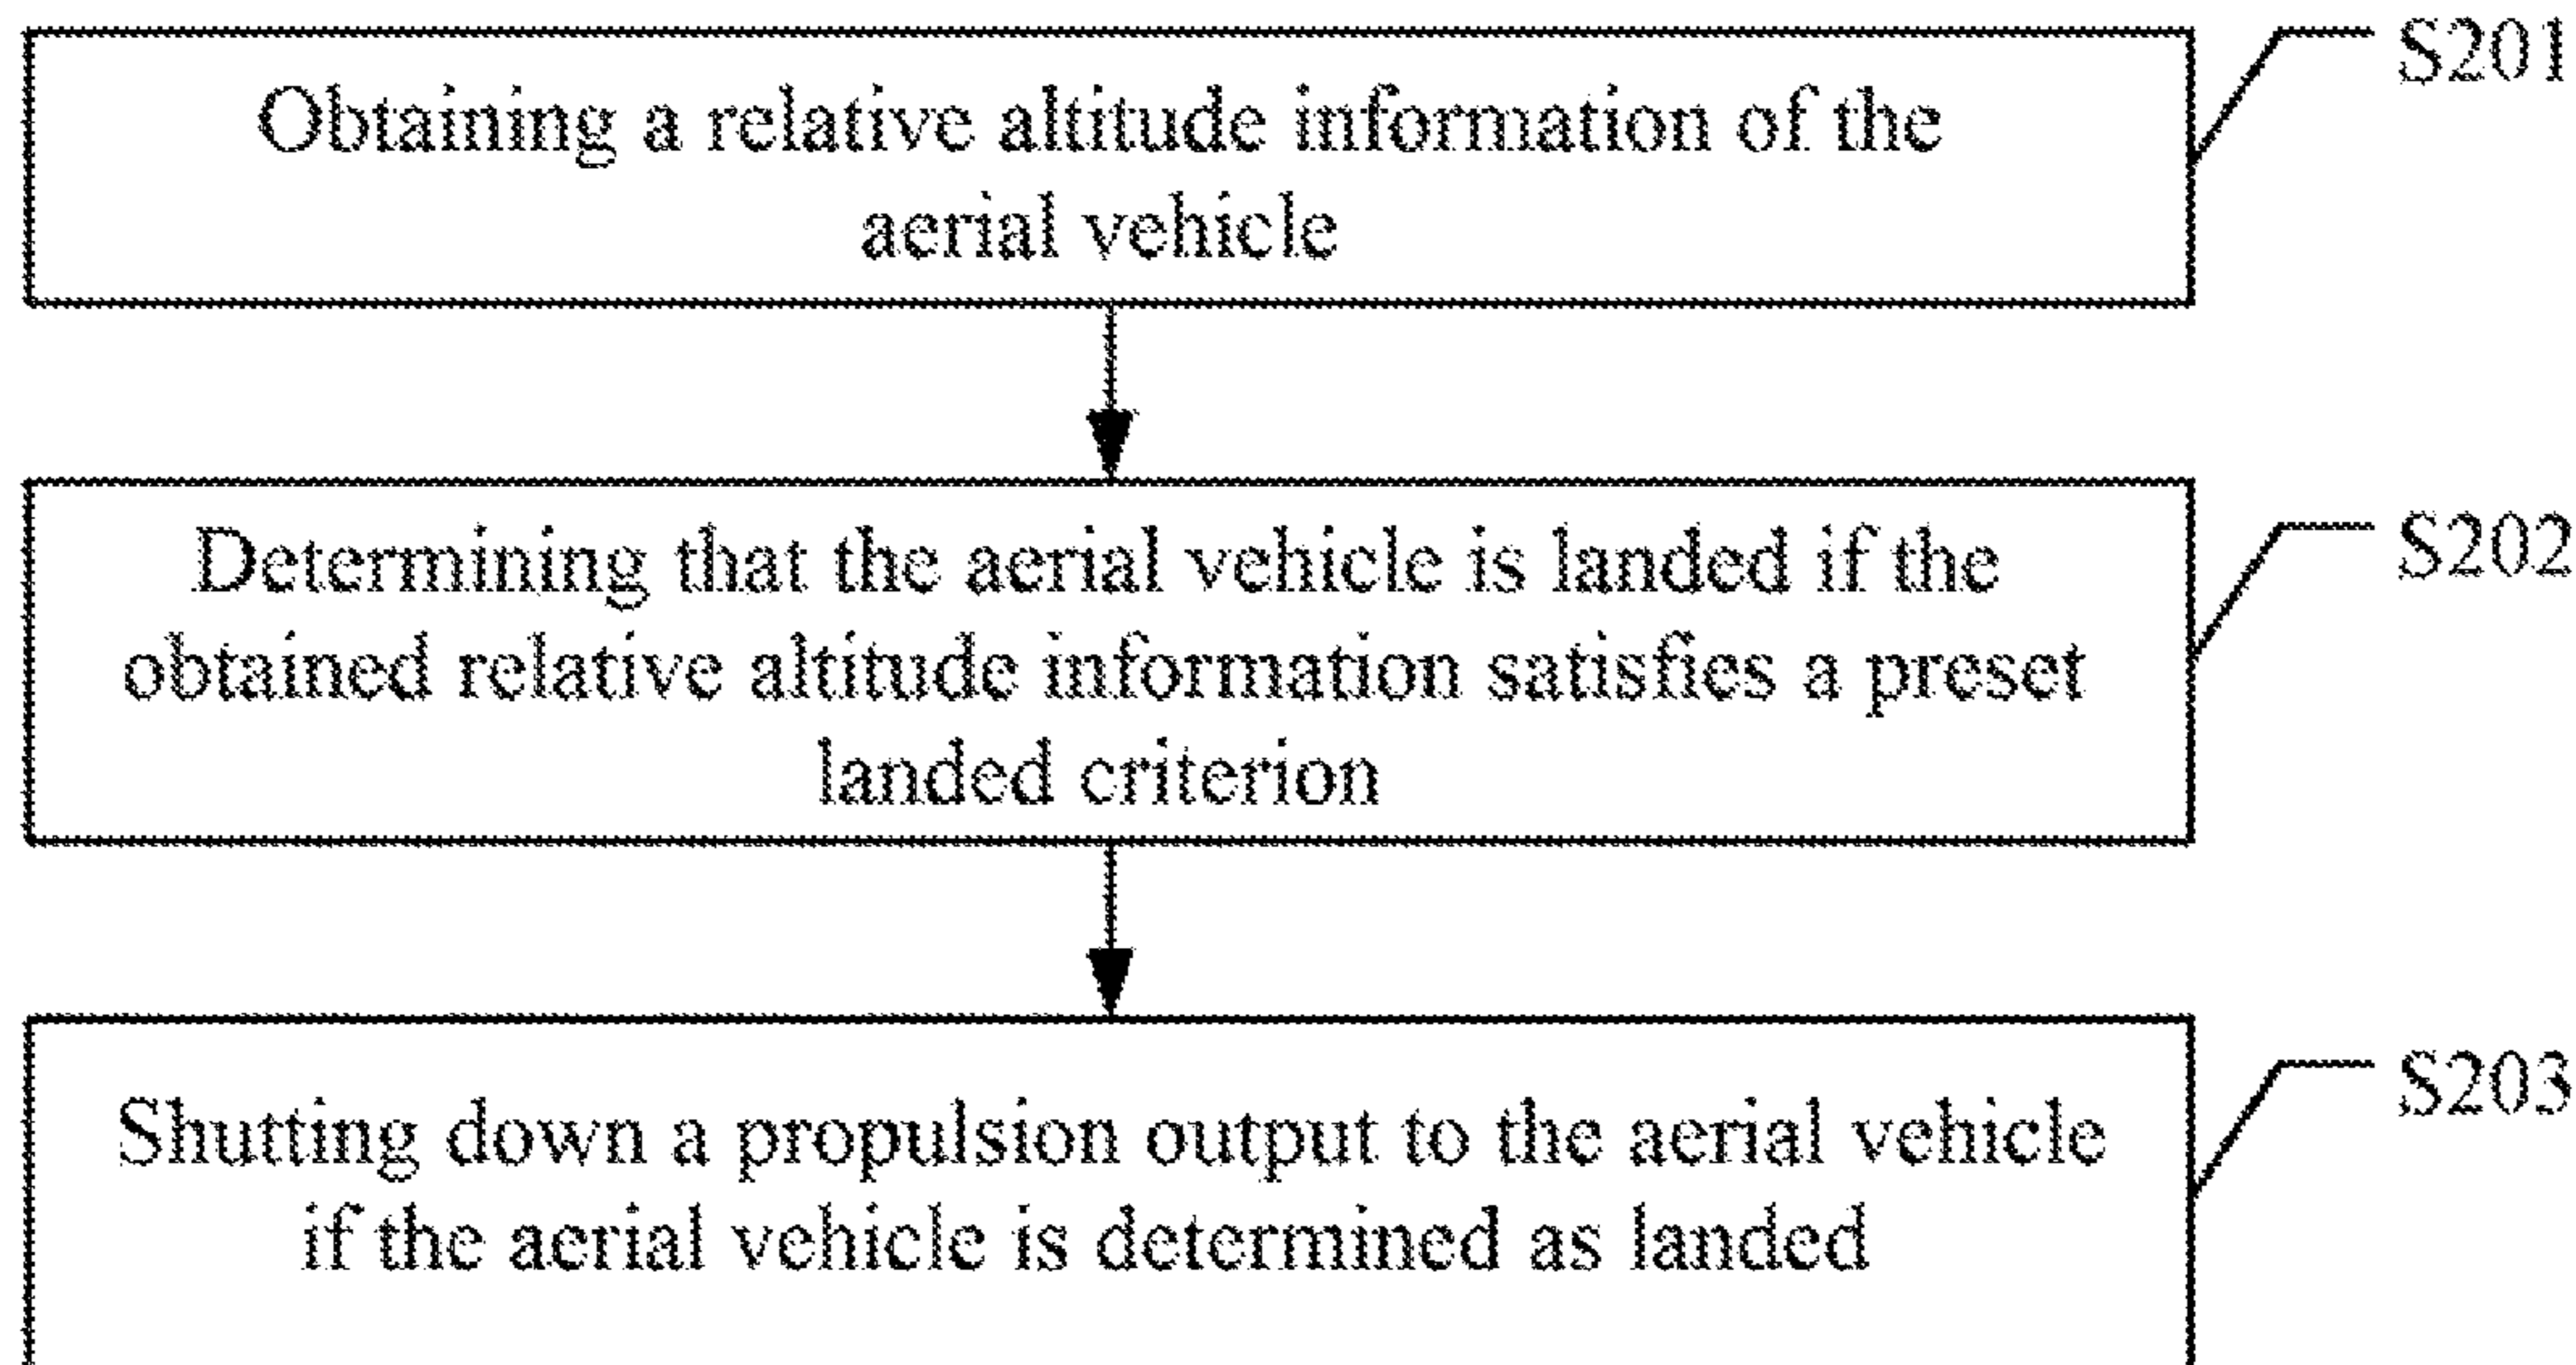 S201
Obtaining a relative altitude information of the
aerial vehicle
S202
Determining that the aerial vehicle is landed if the
obtained relative altitude information satisfies a preset
landed criterion
S203
Shutting down a propulsion output to the aerial vehicle
if the aerial vehicle is determined as landed